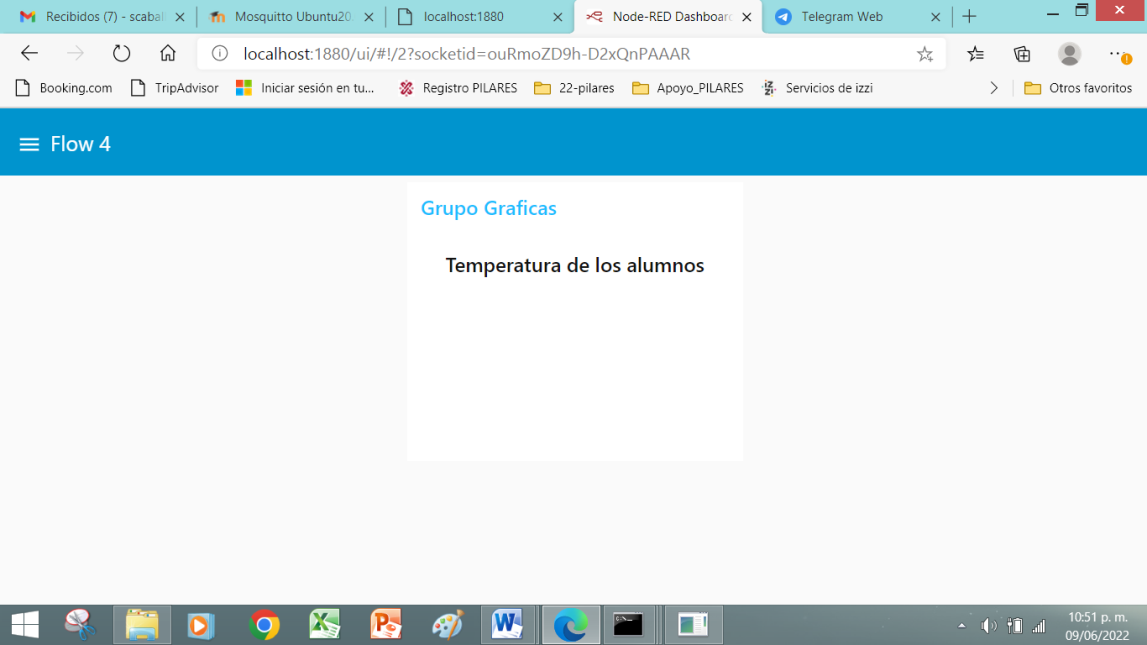 Recibidos (7) - scabal
Mosquitto Ubuntu20.
localhost:1880
Node-RED Dashboard
Telegram Web
localhost:1880/ui/#!/2?socketid=ouRmoZD9h-D2xQnPAAAR
Booking.com
TripAdvisor
Iniciar sesión en tu...
Registro PILARES
22-pilares
Apoyo_PILARES
Servicios de izzi
Otros favoritos
Flow 4
Grupo Graficas
Temperatura de los alumnos
10:51 p. m.
09/06/2022